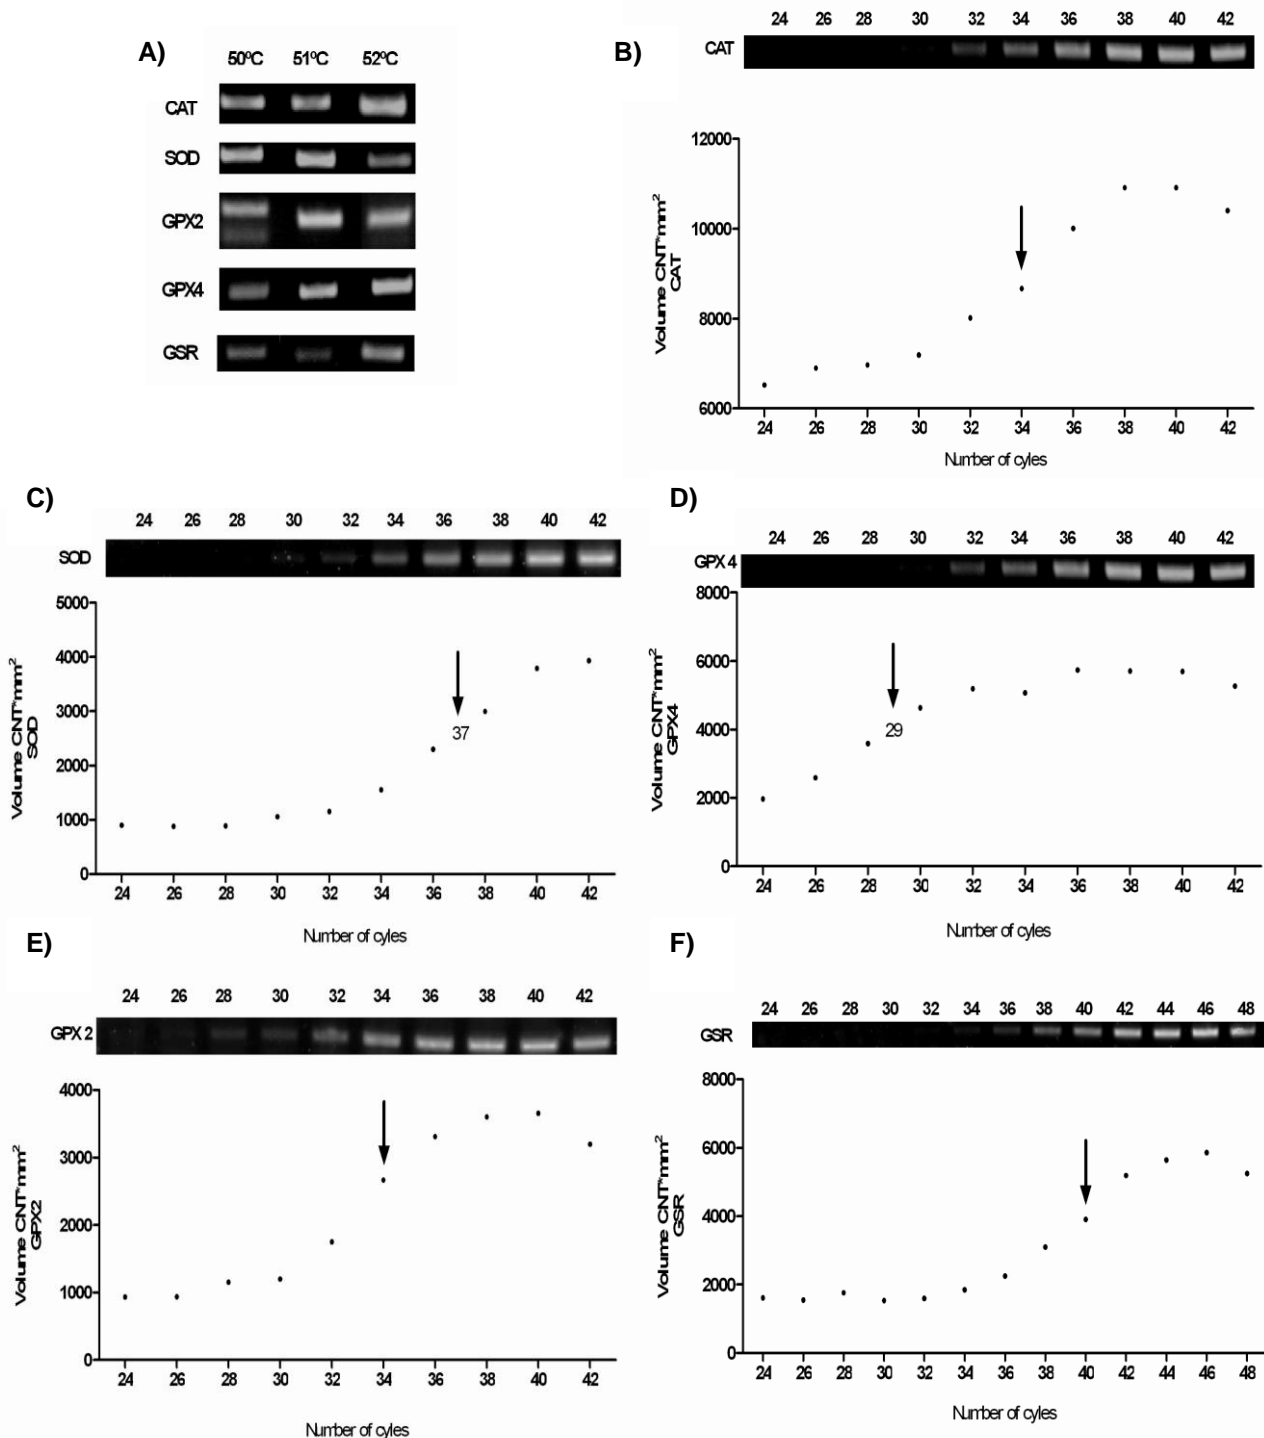 A)
50ºC 51ºC 52ºC
CAT
SOD
GPX2
GPX4
GSR
B)
24 26 28 30 32 34 36 38 40 42
CAT
12000
10000
8000
6000
Volume CNT*mm²
CAT
24 26 28 30 32 34 36 38 40 42
Number of cyles
C)
24 26 28 30 32 34 36 38 40 42
SOD
5000
4000
3000
2000
1000
0
Volume CNT*mm²
SOD
37
24 26 28 30 32 34 36 38 40 42
Number of cyles
D)
24 26 28 30 32 34 36 38 40 42
GPX 4
8000
6000
4000
2000
0
Volume CNT*mm²
GPX4
29
24 26 28 30 32 34 36 38 40 42
Number of cyles
E)
24 26 28 30 32 34 36 38 40 42
GPX 2
4000
3000
2000
1000
0
Volume CNT*mm²
GPX2
24 26 28 30 32 34 36 38 40 42
Number of cyles
F)
24 26 28 30 32 34 36 38 40 42 44 46 48
GSR
8000
6000
4000
2000
0
Volume CNT*mm²
GSR
24 26 28 30 32 34 36 38 40 42 44 46 48
Number of cyles